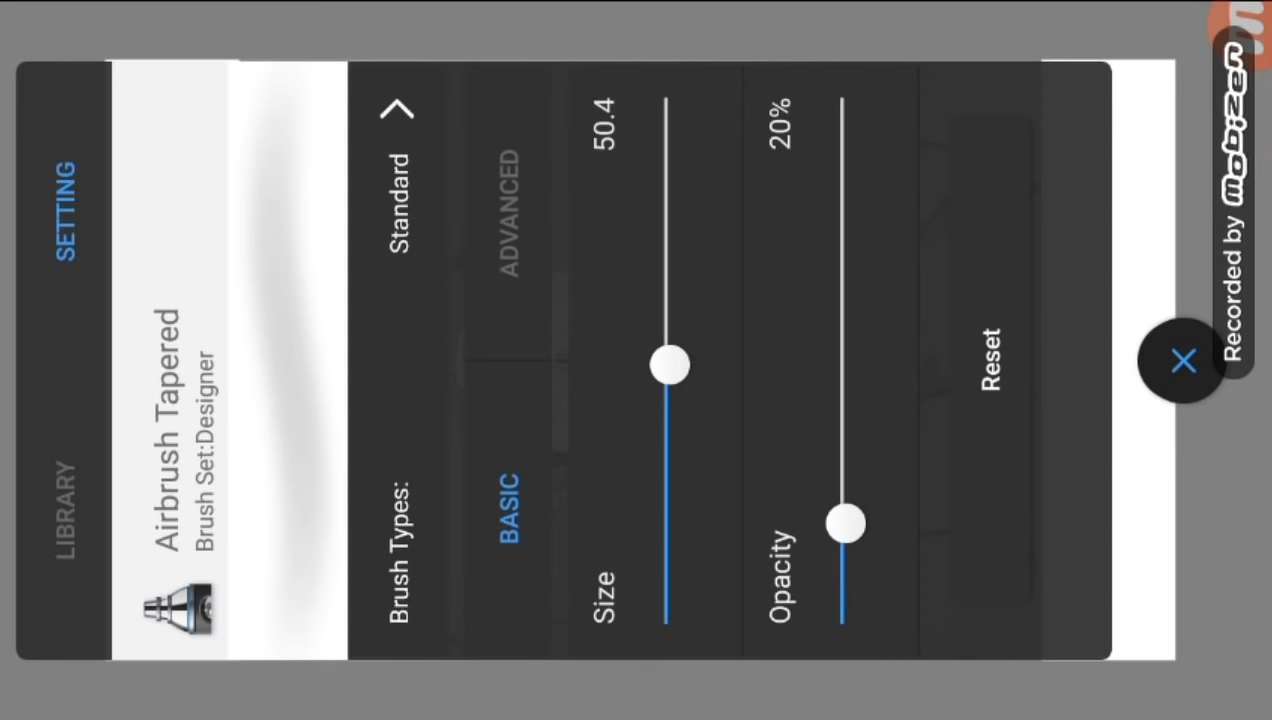 LIBRARY SETTING
Airbrush Tapered
Brush Set:Designer
Brush Types: Standard
BASIC ADVANCED
Size 50.4
Opacity 20%
Reset
Recorded by mobizen